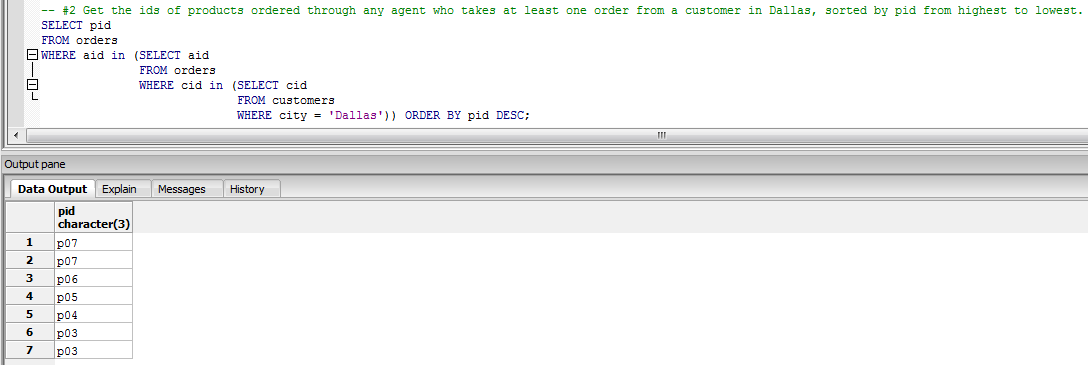 -- #2 Get the ids of products ordered through any agent who takes at least one order from a customer in Dallas, sorted by pid from highest to lowest.
SELECT pid
FROM orders
WHERE aid in (SELECT aid
FROM orders
WHERE cid in (SELECT cid
FROM customers
WHERE city = 'Dallas')) ORDER BY pid DESC;
Output pane
Data Output Explain Messages History
pid
character(3)
1 p07
2 p07
3 p06
4 p05
5 p04
6 p03
7 p03